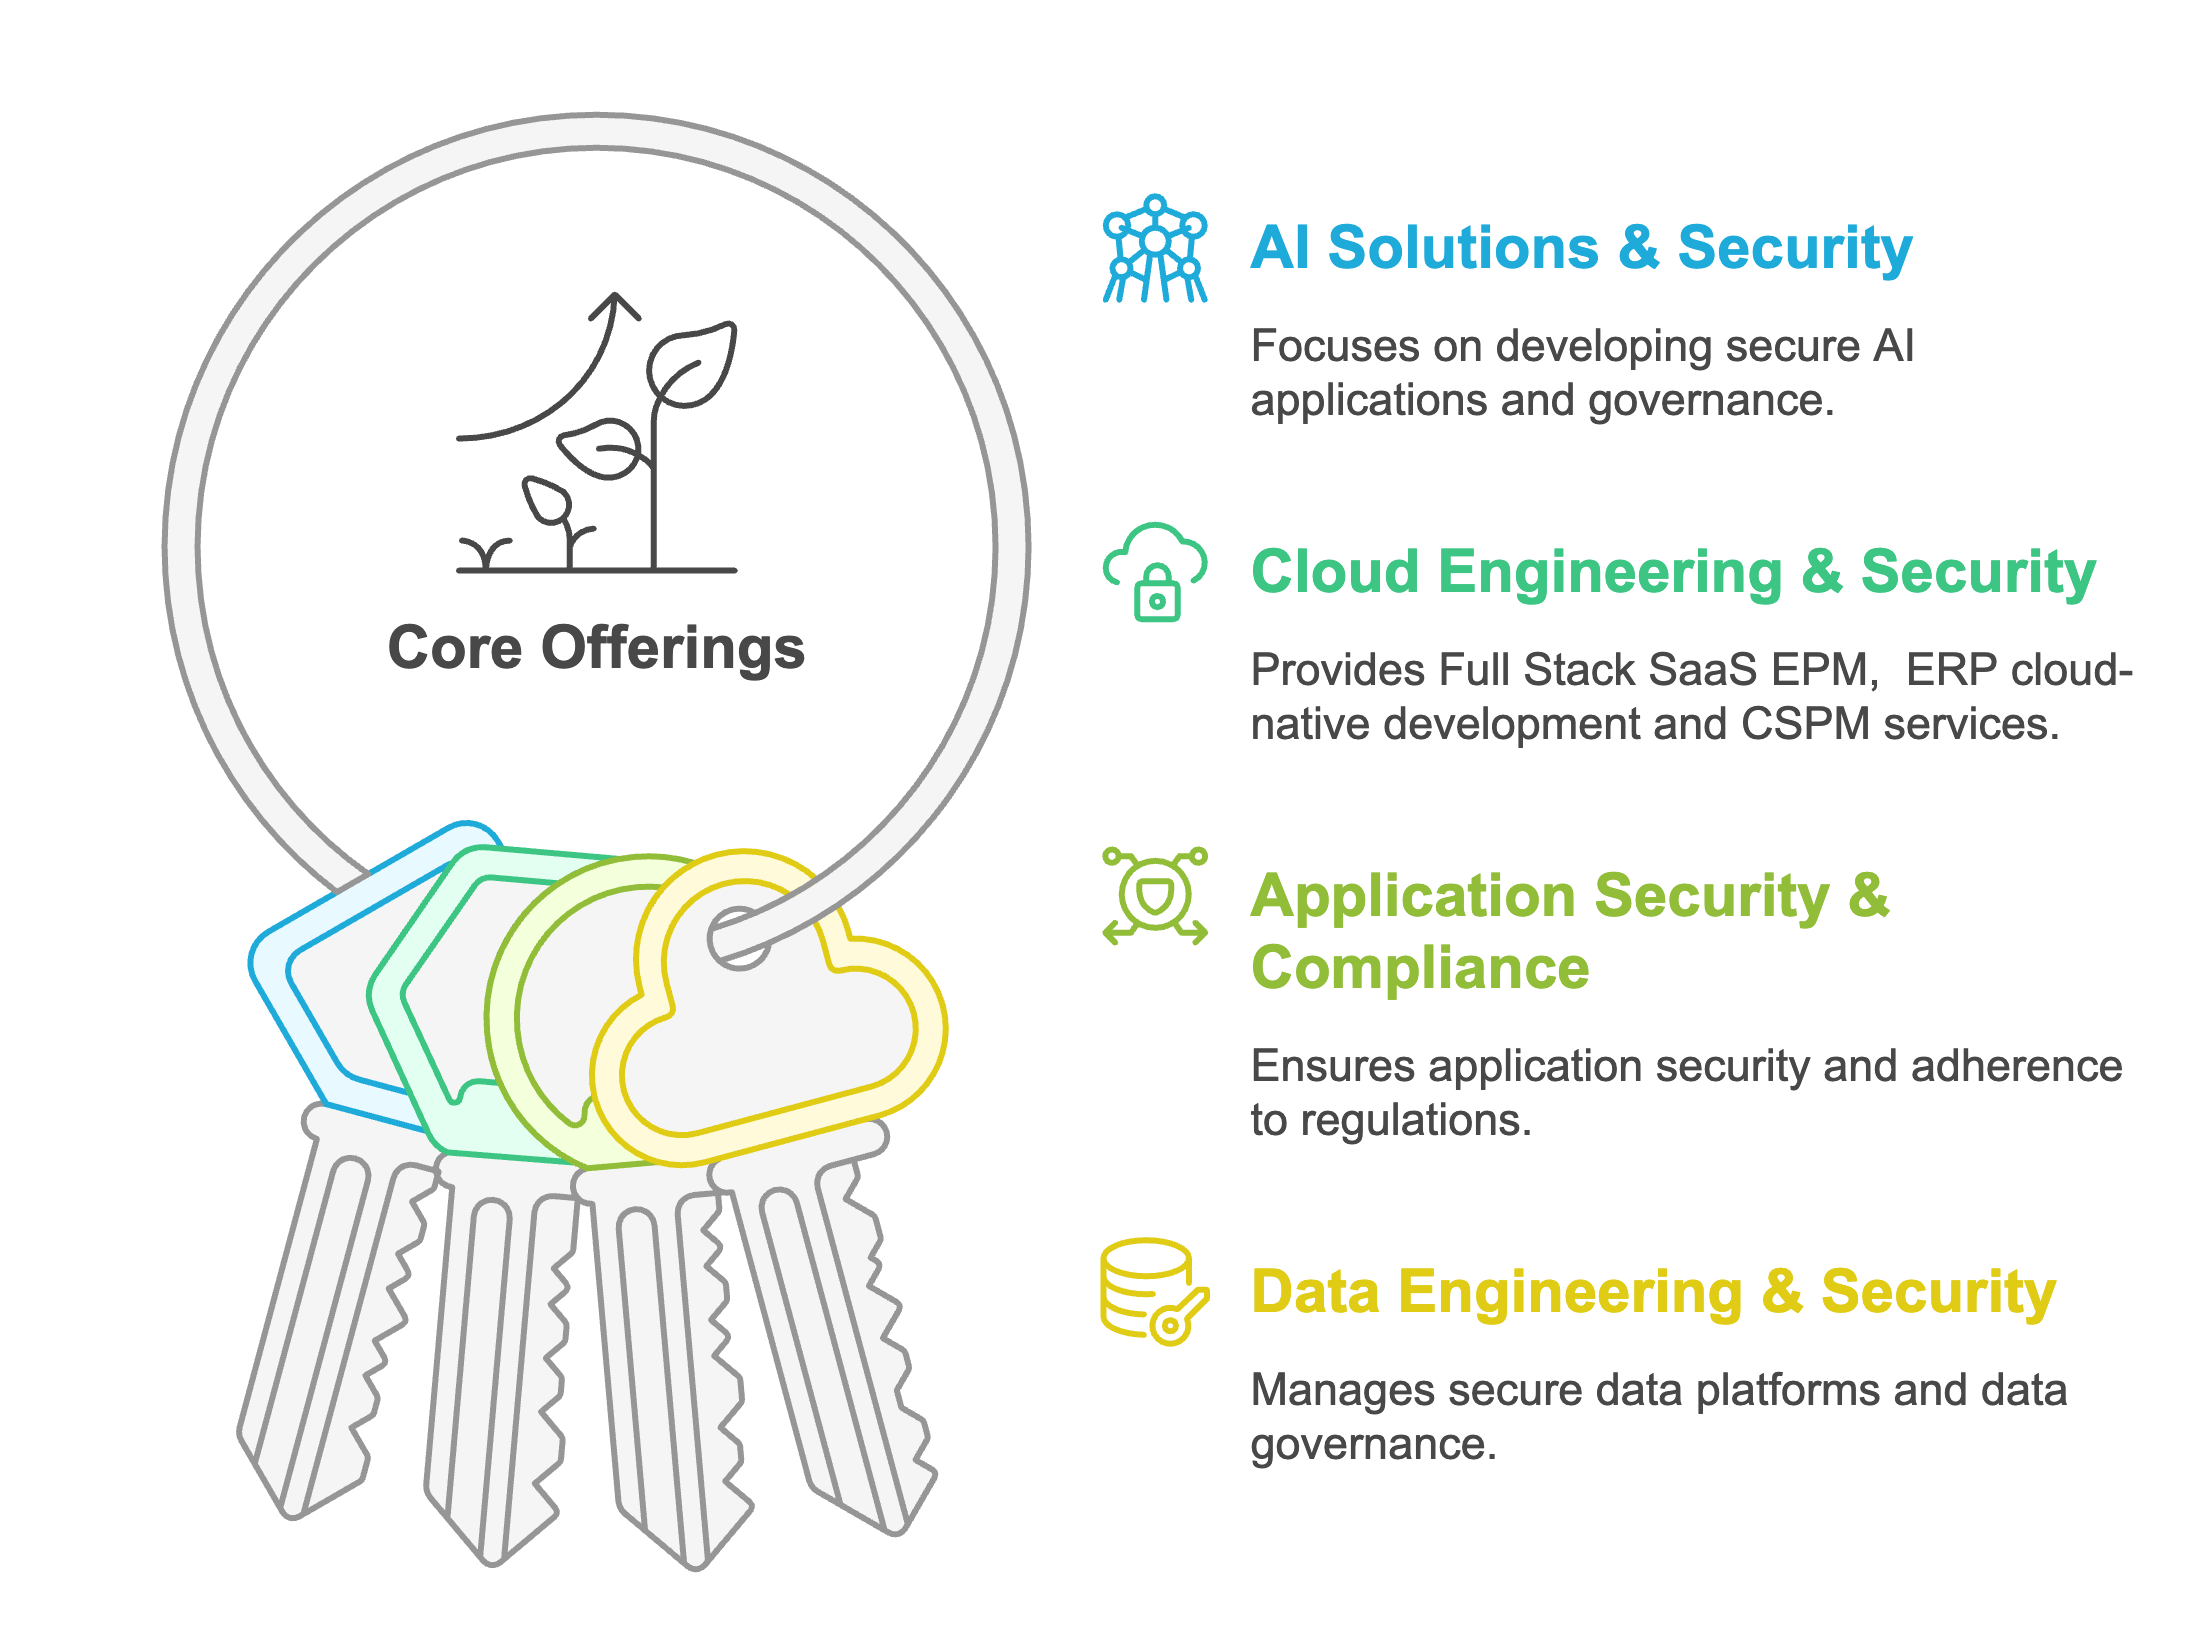 Core Offerings
AI Solutions & Security
Focuses on developing secure AI
applications and governance.
Cloud Engineering & Security
Provides Full Stack SaaS EPM,  ERP cloud-
native development and CSPM services.
Application Security &
Compliance
Ensures application security and adherence
to regulations.
Data Engineering & Security
Manages secure data platforms and data
governance.